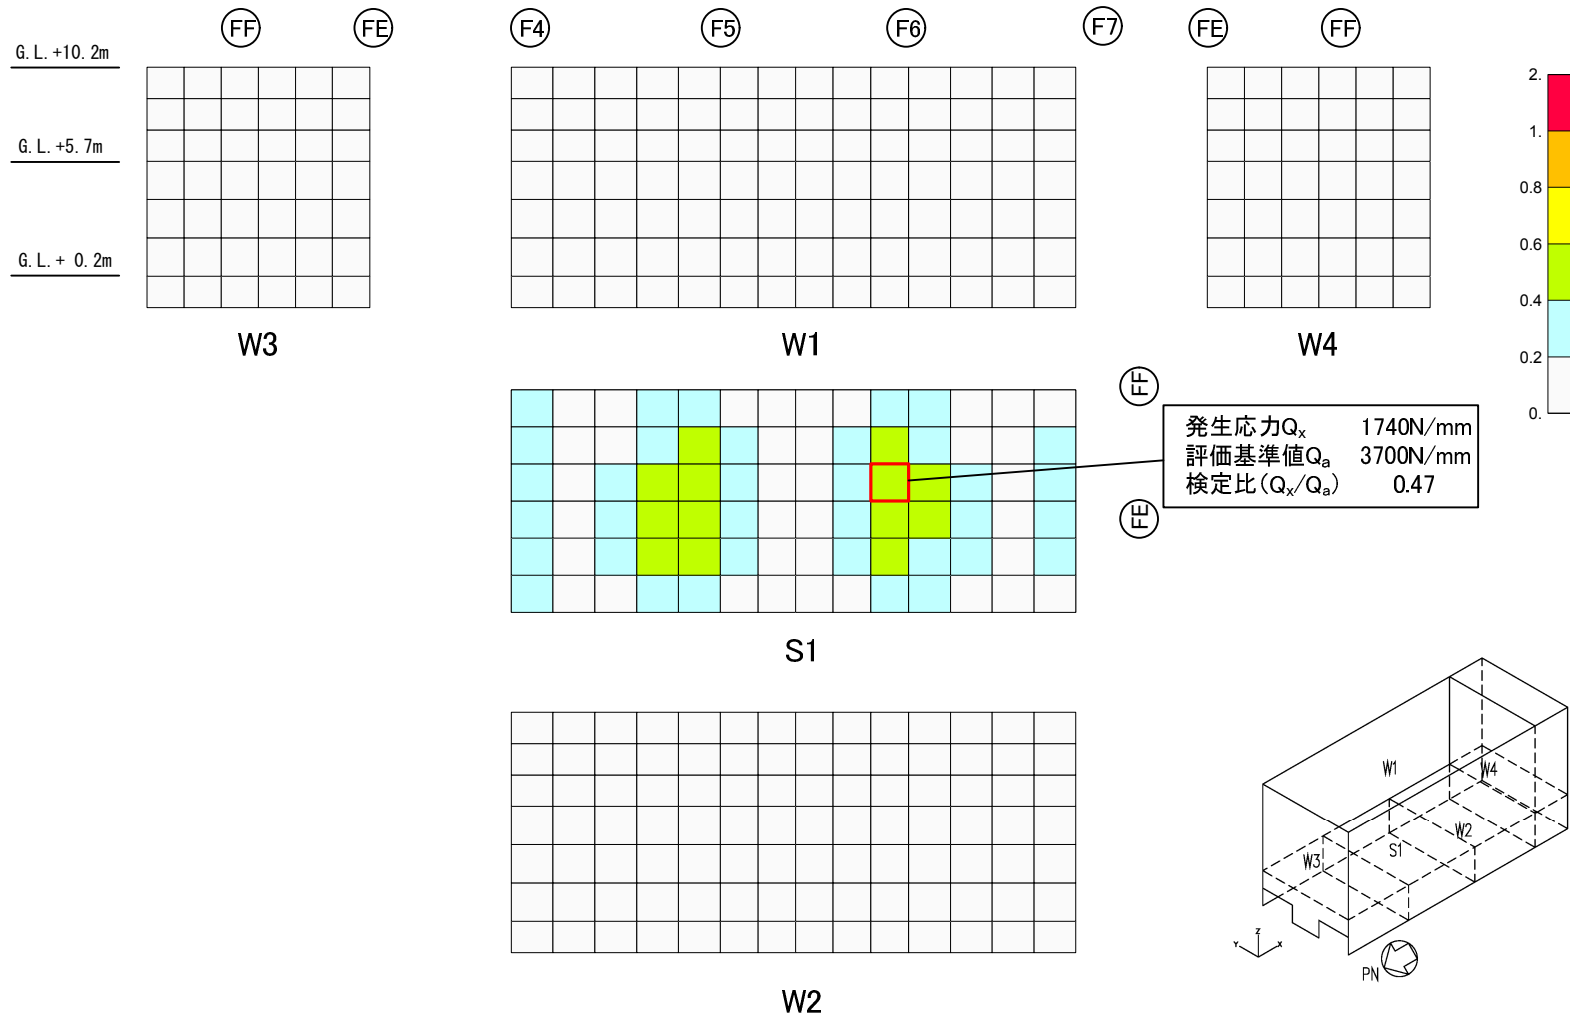 FF FE F4 F5 F6 F7 FE FF
G.L.+10.2m
G.L.+5.7m
G.L.+ 0.2m
2.
1.
0.8
0.6
0.4
0.2
0.
W3 W1 W4
FF
発生応力Qx 1740N/mm
評価基準値Qa 3700N/mm
検定比(Qx/Qa) 0.47
FE
S1
W1
W4
W2
S1
W3
Z
Y X
PN
W2